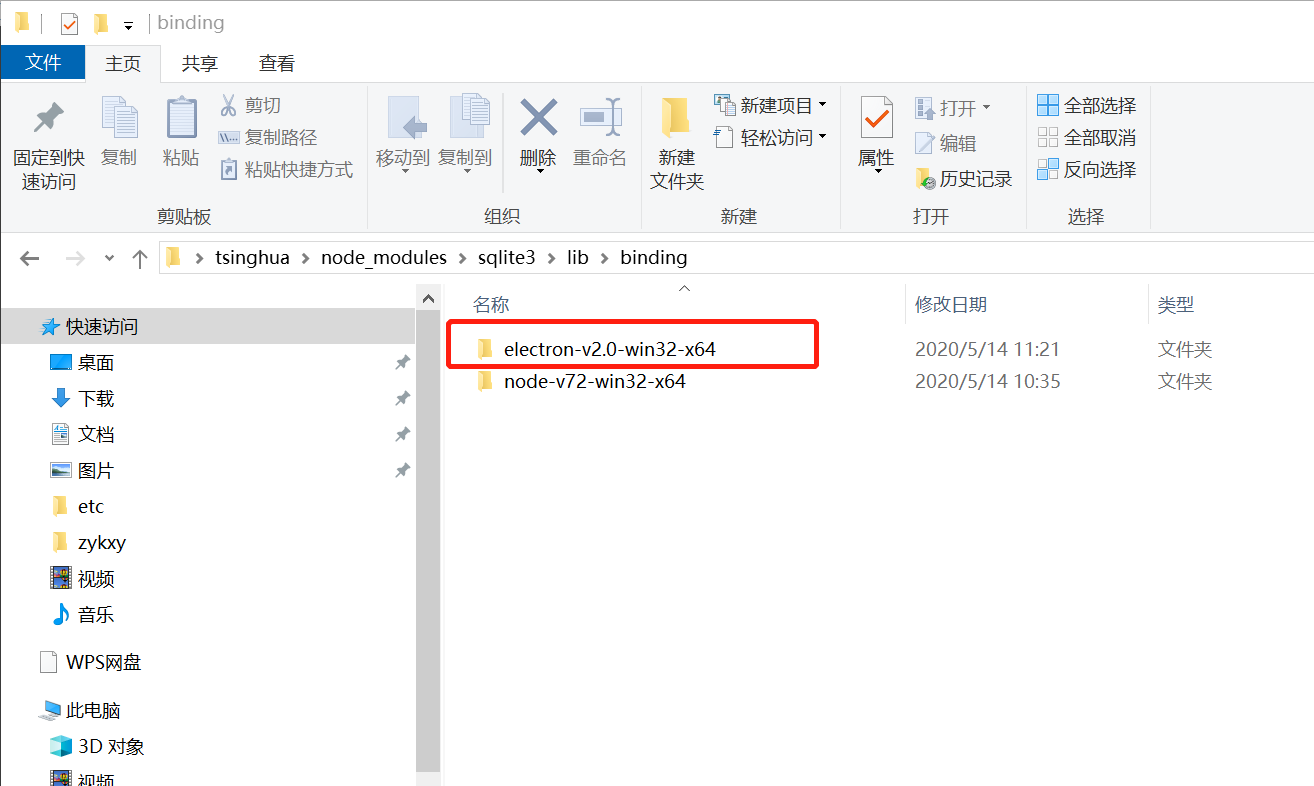 binding
文件 主页 共享 查看
固定到快速访问
复制
粘贴
剪切
复制路径
粘贴快捷方式
剪贴板
移动到
复制到
删除
重命名
组织
新建文件夹
新建项目
轻松访问
新建
属性
打开
编辑
历史记录
打开
全部选择
全部取消
反向选择
选择
tsinghua node_modules sqlite3 lib binding
快速访问
桌面
下载
文档
图片
etc
zykxy
视频
音乐
WPS网盘
此电脑
3D 对象
视频
名称 修改日期 类型
electron-v2.0-win32-x64 2020/5/14 11:21 文件夹
node-v72-win32-x64 2020/5/14 10:35 文件夹